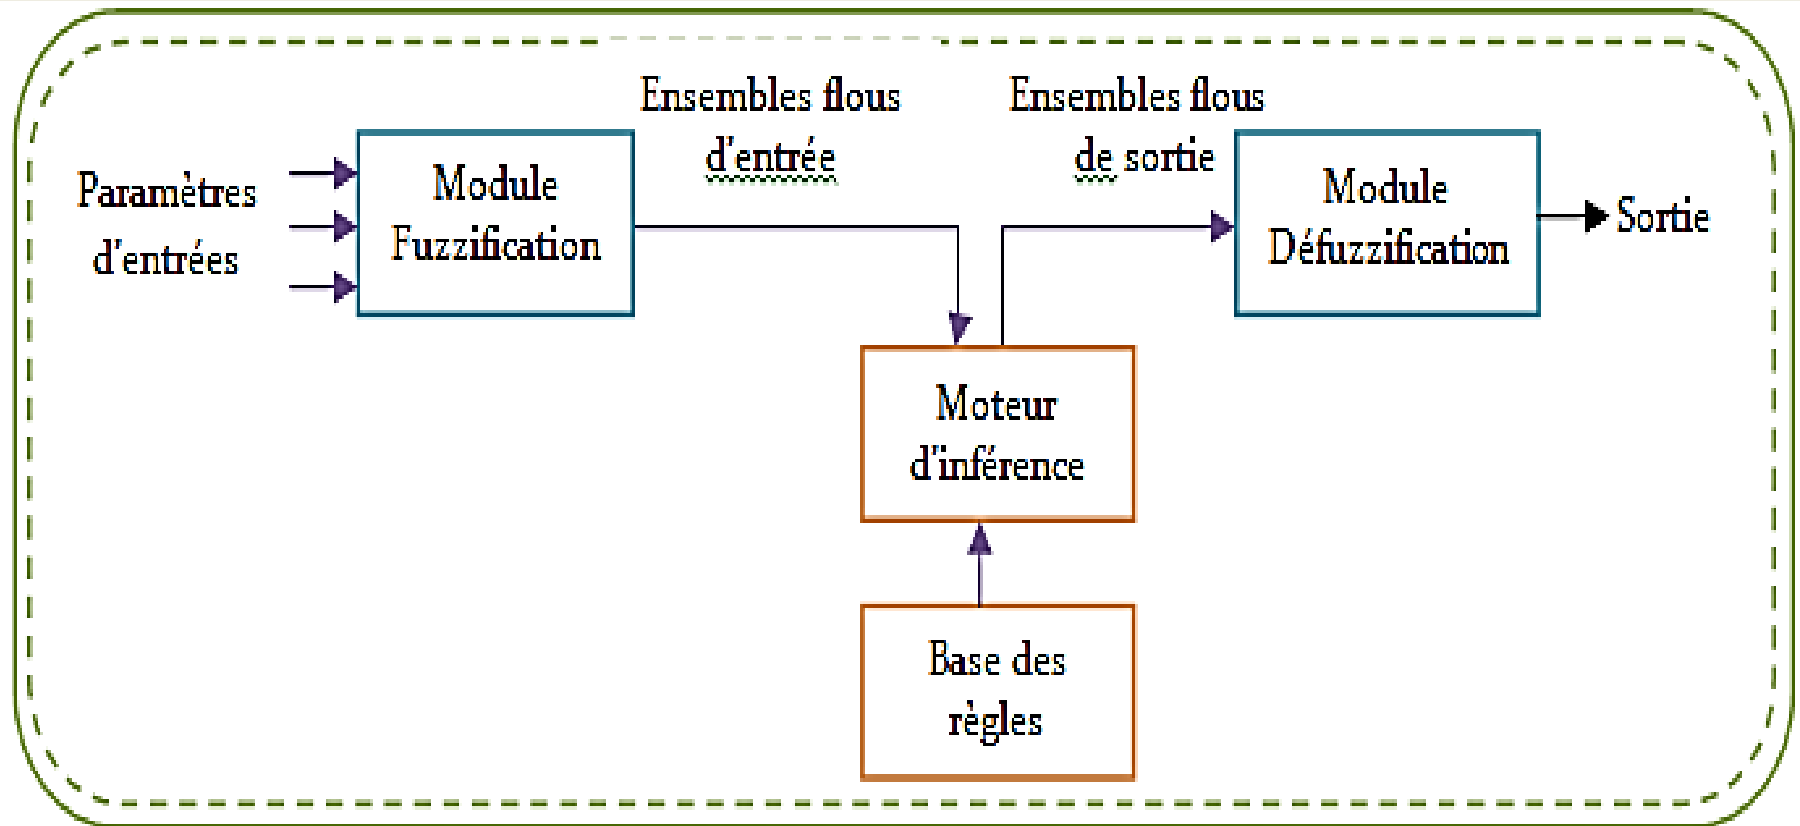 Paramètres
d'entrées
Module
Fuzzification
Ensembles flous
d'entrée
Ensembles flous
de sortie
Module
Défuzzification
Sortie
Moteur
d'inférence
Base des
règles